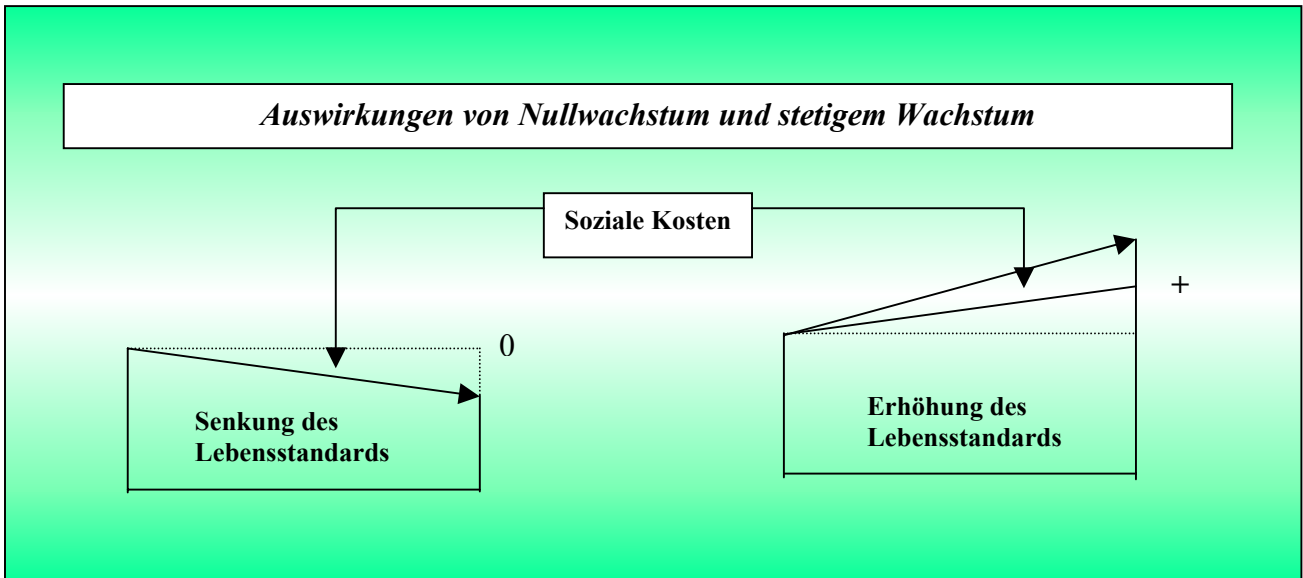 Auswirkungen von Nullwachstum und stetigem Wachstum
Soziale Kosten
0
Senkung des
Lebensstandards
+
Erhöhung des
Lebensstandards